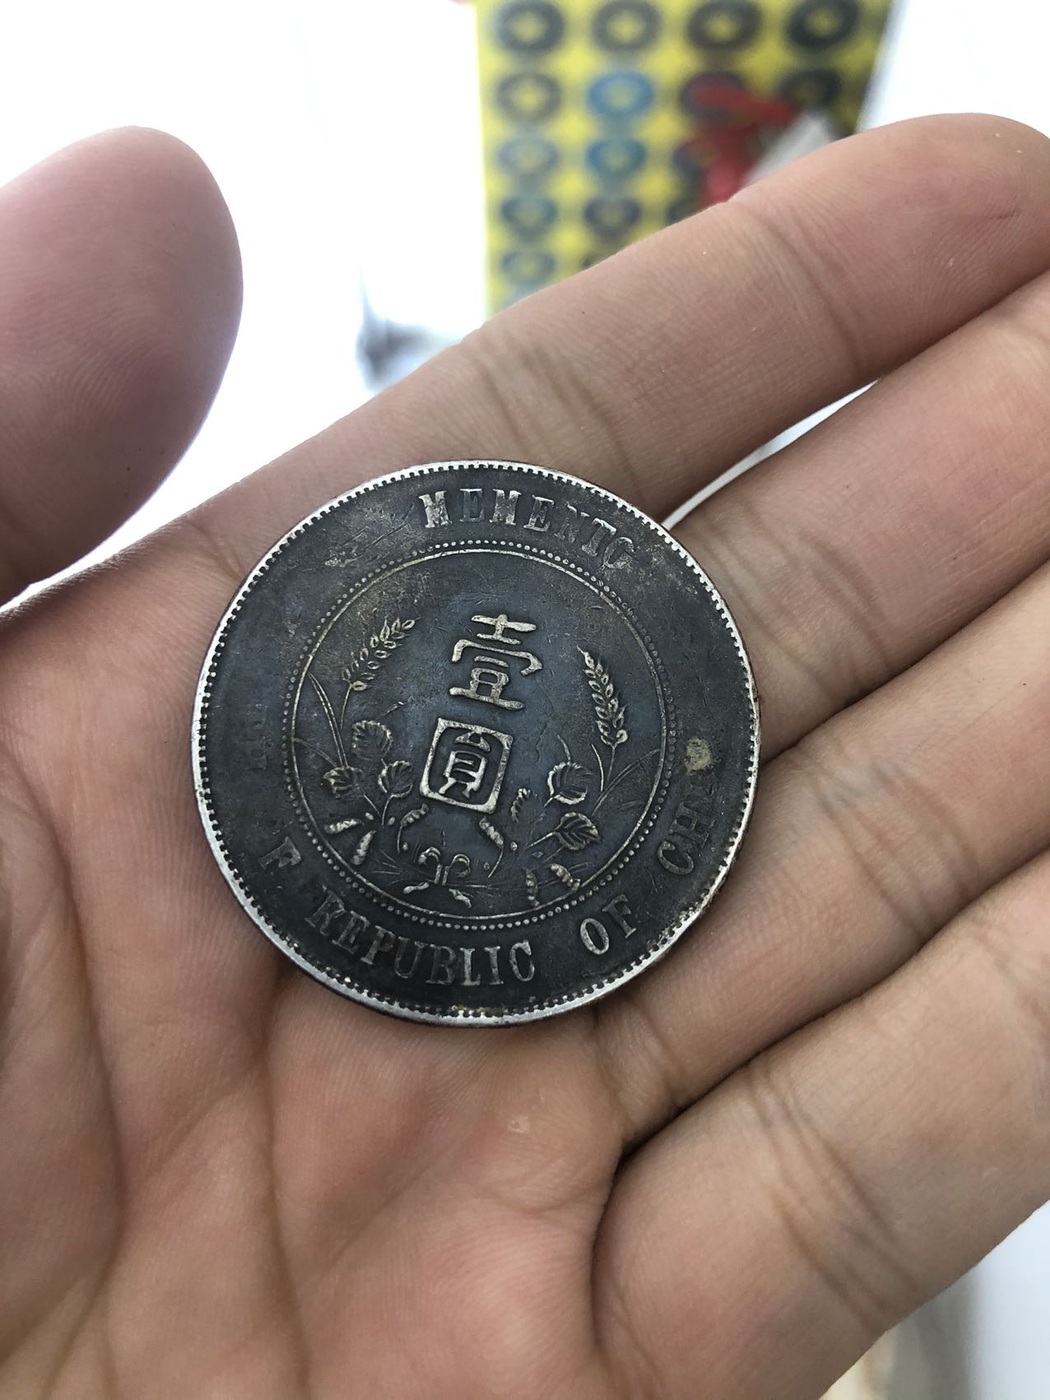 MEMENTO
壹
圓
REPUBLIC OF